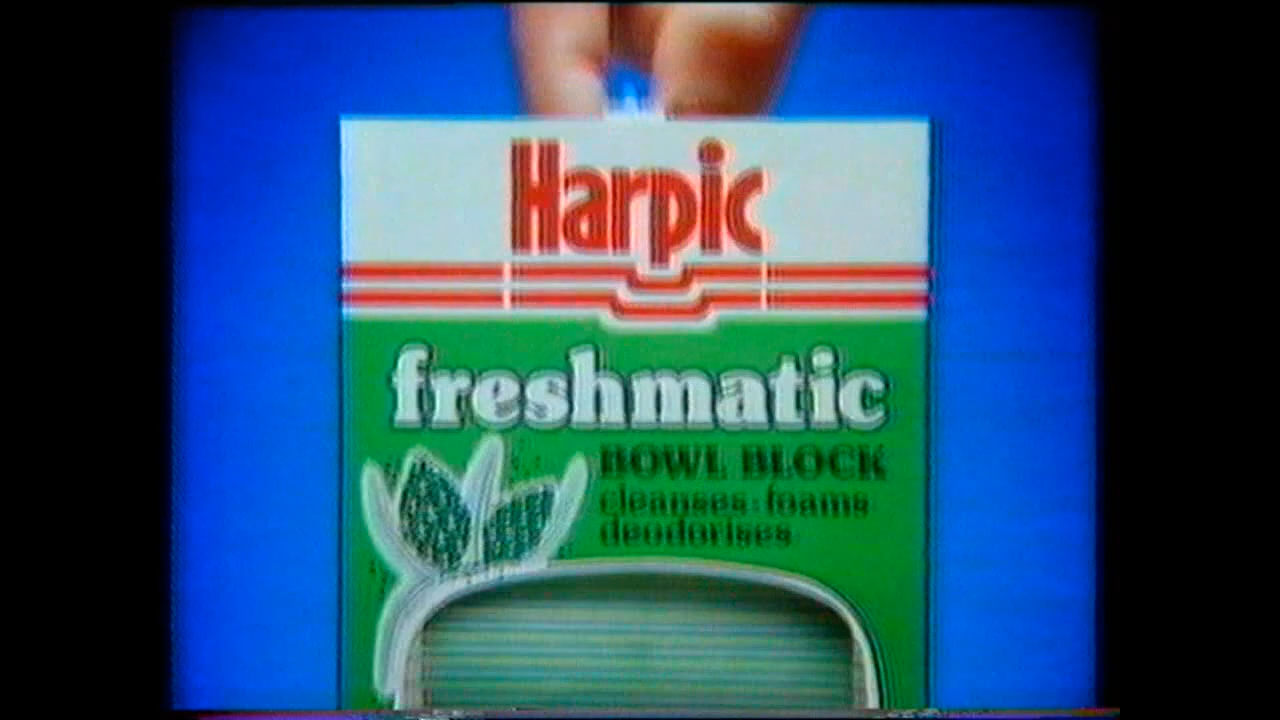 Harpic
freshmatic
BOWL BLOCK
cleanses foams
deodorises